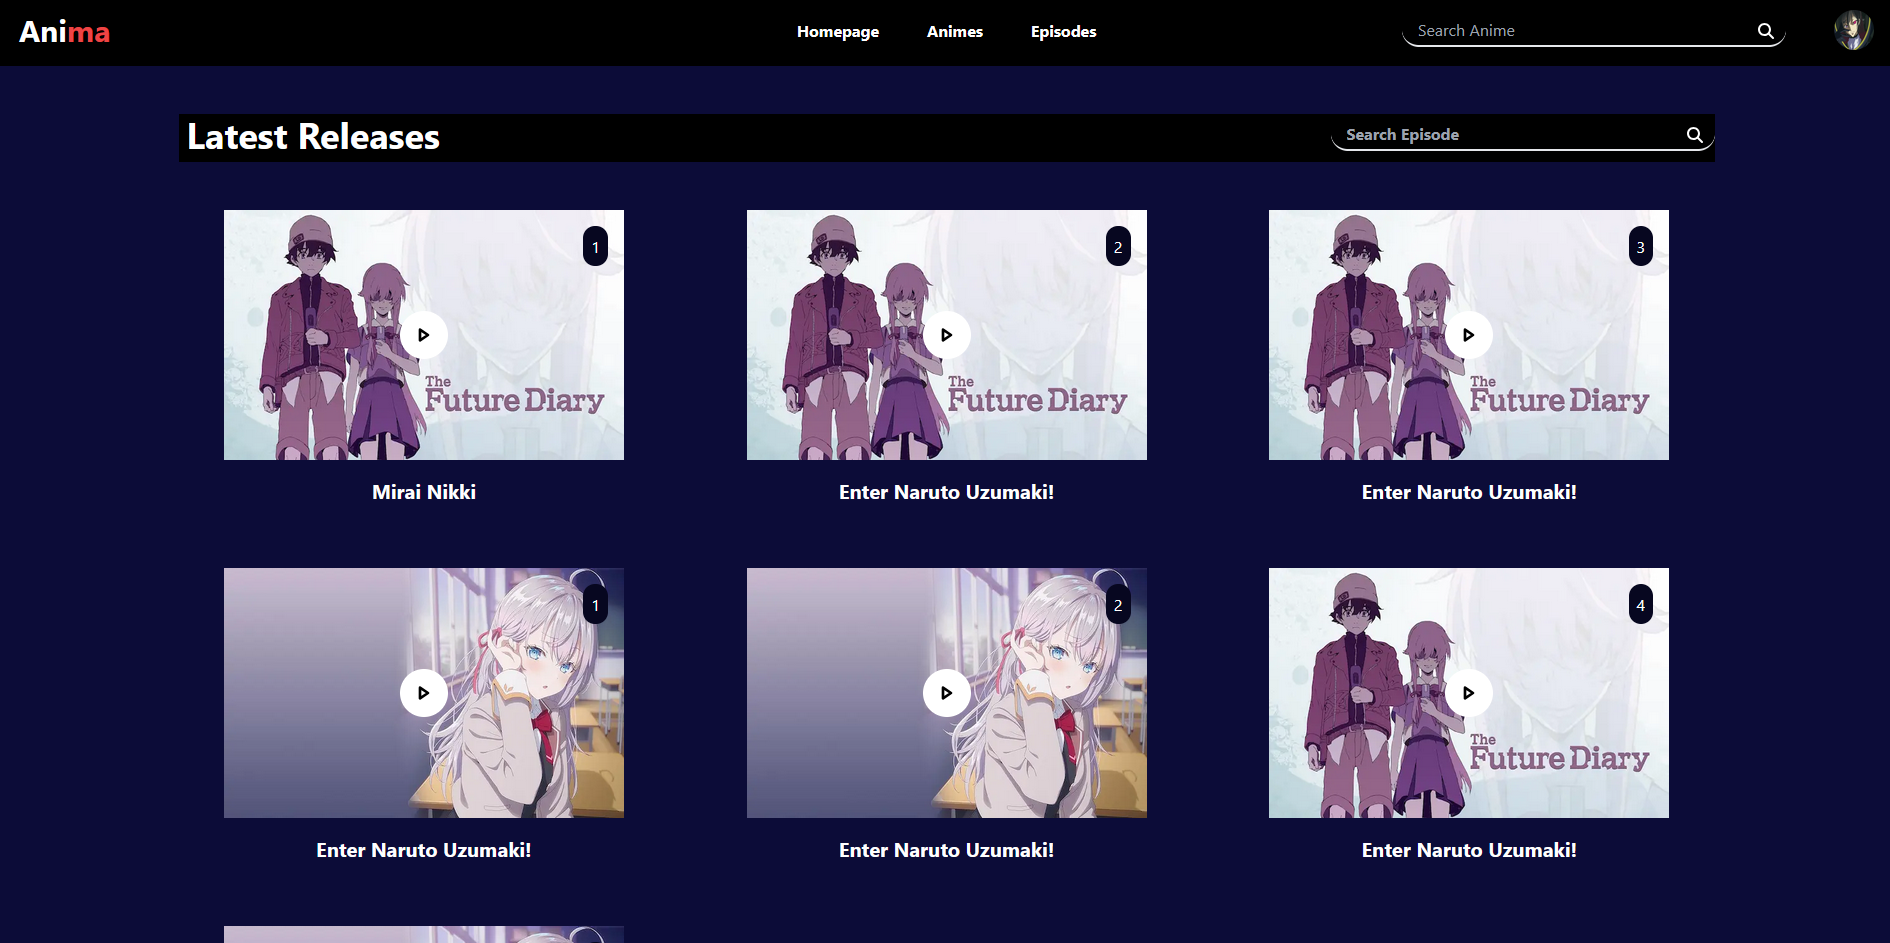 Anima
Homepage
Animes
Episodes
Search Anime
Latest Releases
Search Episode
1
The
Future Diary
2
The
Future Diary
3
The
Future Diary
Mirai Nikki
Enter Naruto Uzumaki!
Enter Naruto Uzumaki!
1
2
4
The
Future Diary
Enter Naruto Uzumaki!
Enter Naruto Uzumaki!
Enter Naruto Uzumaki!